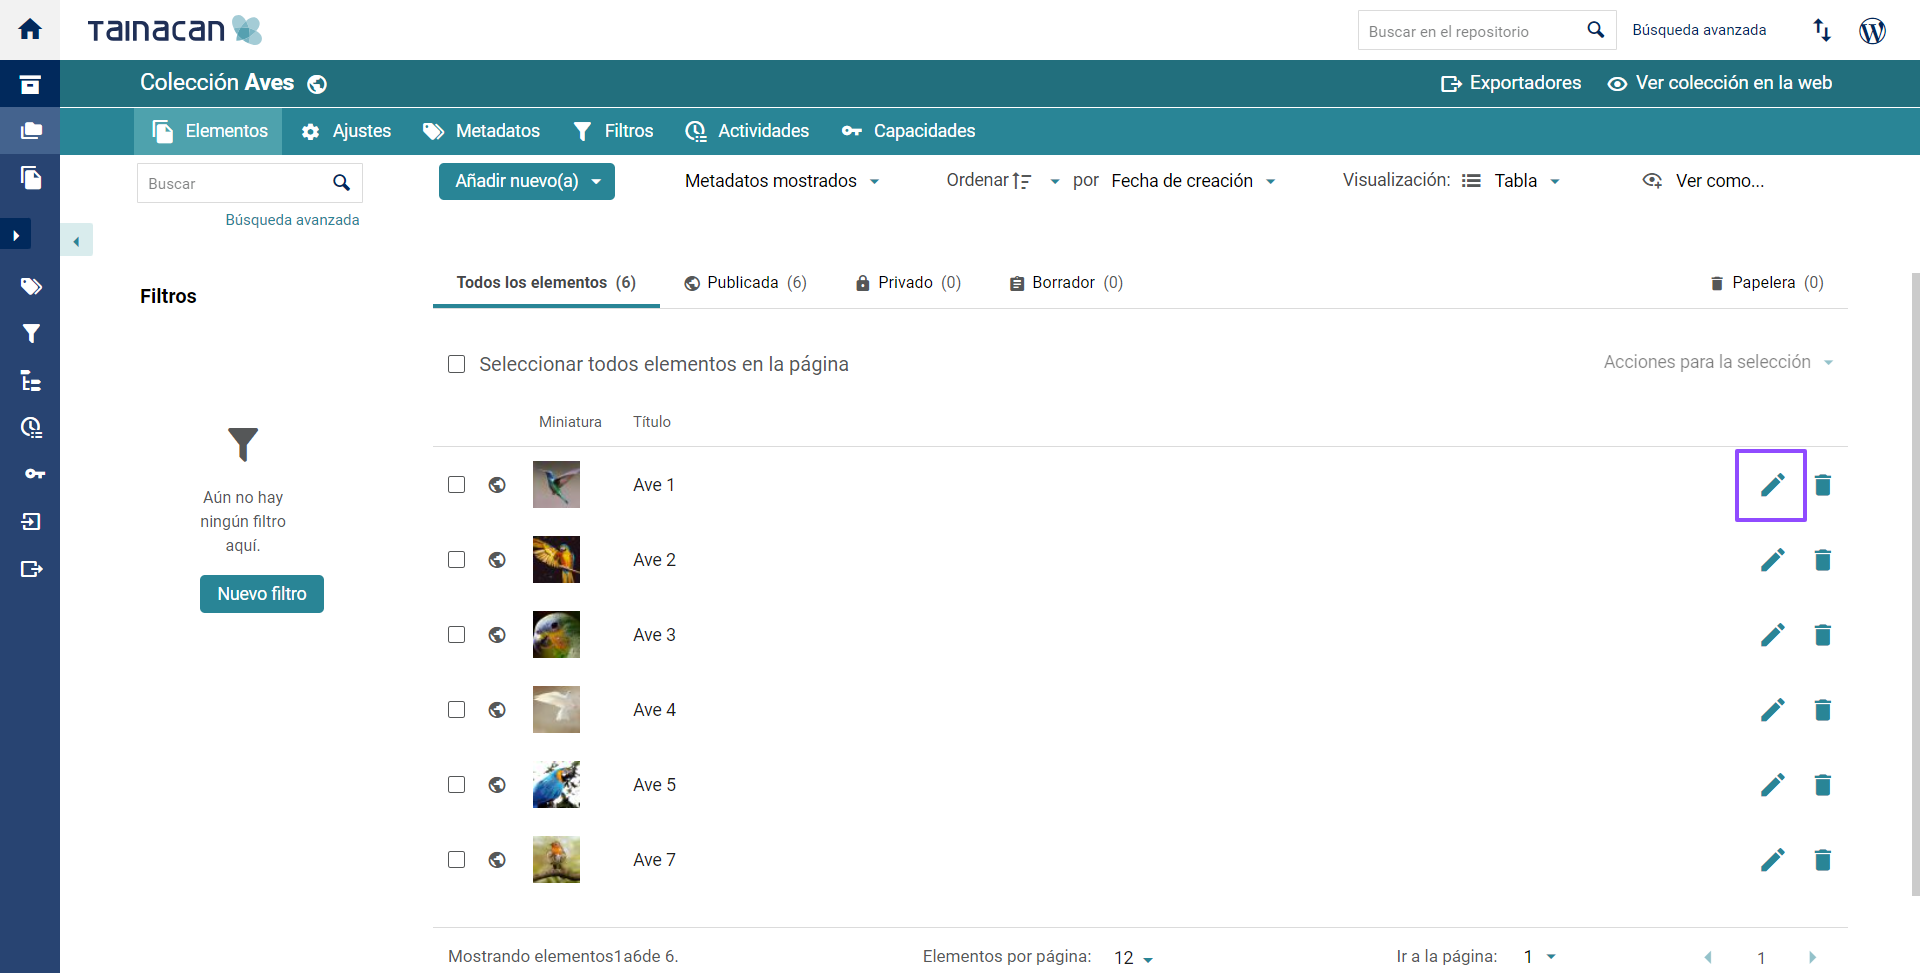 TAINACAN
Buscar en el repositorio
Búsqueda avanzada
Colección Aves
Exportadores
Ver colección en la web
Elementos
Ajustes
Metadatos
Filtros
Actividades
Capacidades
Buscar
Búsqueda avanzada
Añadir nuevo(a)
Metadatos mostrados
Ordenar
por
Fecha de creación
Visualización:
Tabla
Ver como...
Filtros
Aún no hay
ningún filtro
aquí.
Nuevo filtro
Todos los elementos (6)
Publicada (6)
Privado (0)
Borrador (0)
Papelera (0)
Seleccionar todos elementos en la página
Acciones para la selección
Miniatura
Título
Ave 1
Ave 2
Ave 3
Ave 4
Ave 5
Ave 7
Mostrando elementos1a6de 6.
Elementos por página:
12
Ir a la página:
1
1